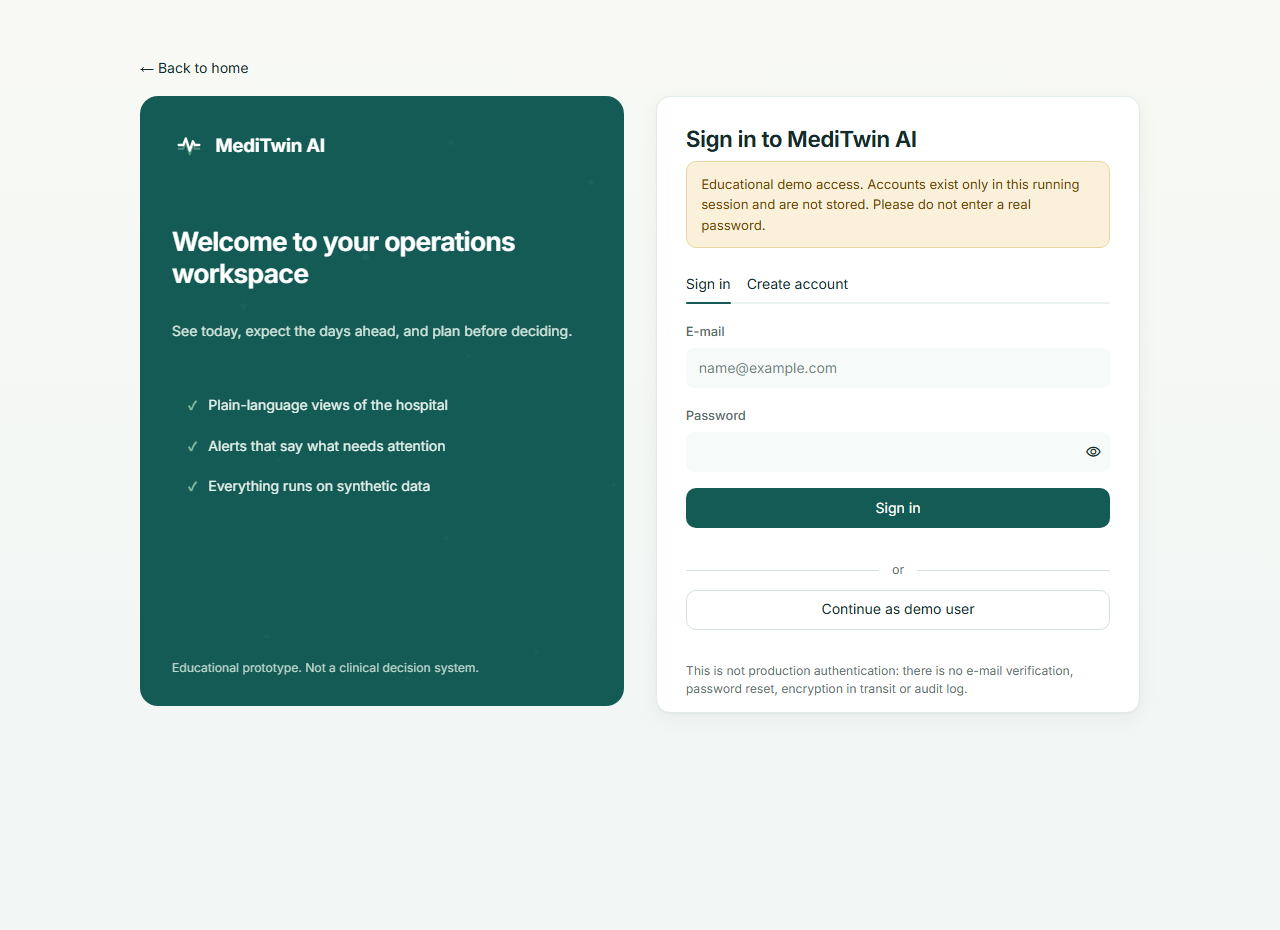 ← Back to home
MediTwin AI
Welcome to your operations
workspace
See today, expect the days ahead, and plan before deciding.
✓ Plain-language views of the hospital
✓ Alerts that say what needs attention
✓ Everything runs on synthetic data
Educational prototype. Not a clinical decision system.
Sign in to MediTwin AI
Educational demo access. Accounts exist only in this running
session and are not stored. Please do not enter a real
password.
Sign in Create account
E-mail
name@example.com
Password
Sign in
or
Continue as demo user
This is not production authentication: there is no e-mail verification,
password reset, encryption in transit or audit log.